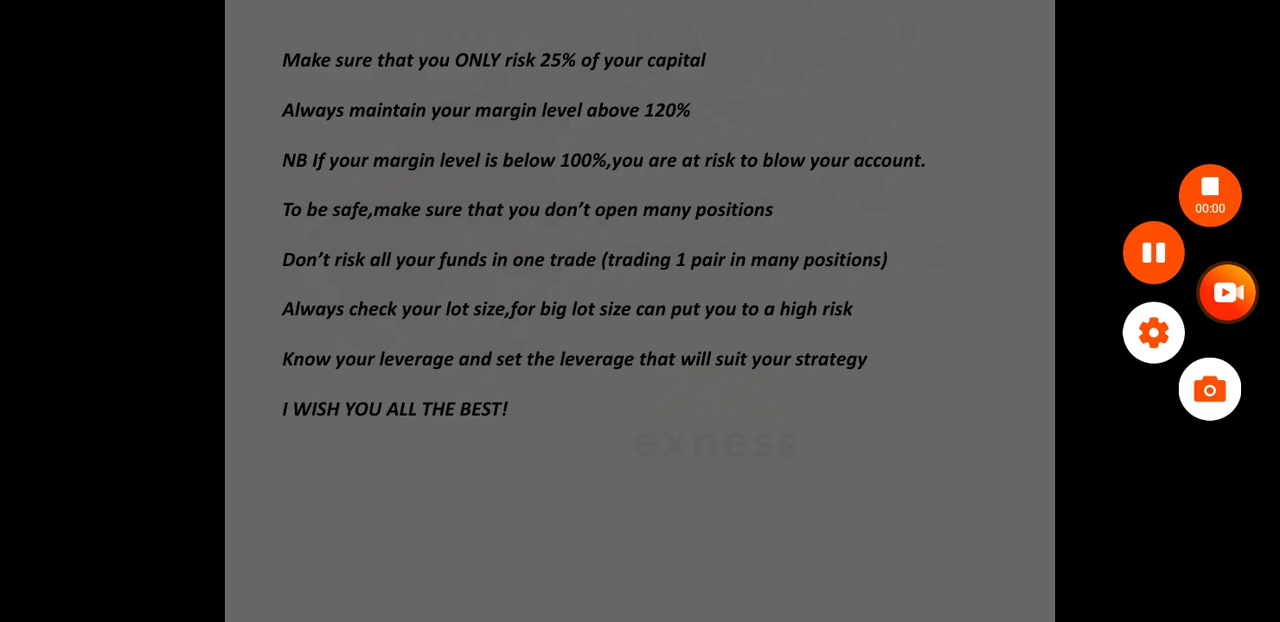 Make sure that you ONLY risk 25% of your capital
Always maintain your margin level above 120%
NB If your margin level is below 100%,you are at risk to blow your account.
To be safe,make sure that you don’t open many positions
Don’t risk all your funds in one trade (trading 1 pair in many positions)
Always check your lot size,for big lot size can put you to a high risk
Know your leverage and set the leverage that will suit your strategy
I WISH YOU ALL THE BEST!
exness
00:00